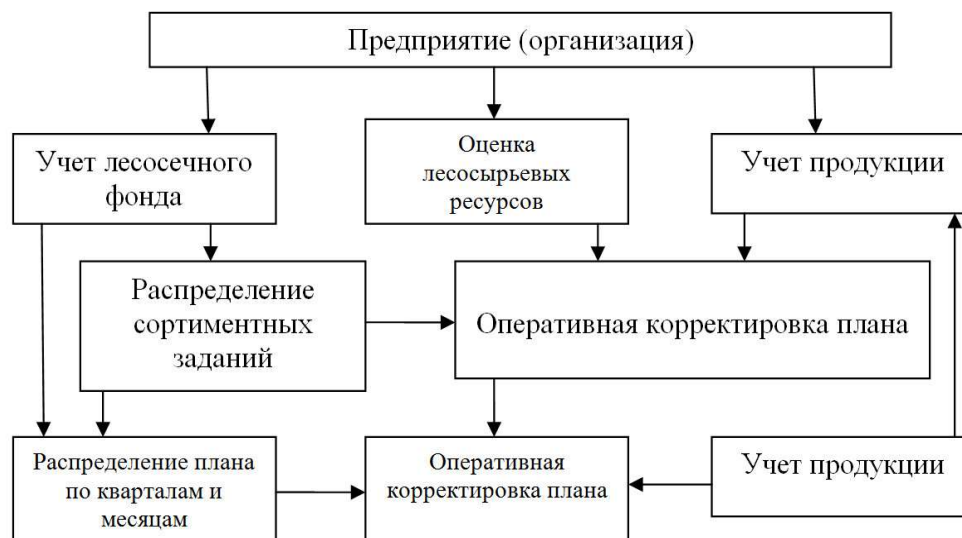 Предприятие (организация)
Учет лесосечного
фонда
Оценка
лесосырьевых
ресурсов
Учет продукции
Распределение
сортиментных
заданий
Оперативная корректировка плана
Распределение плана
по кварталам и
месяцам
Оперативная
корректировка плана
Учет продукции